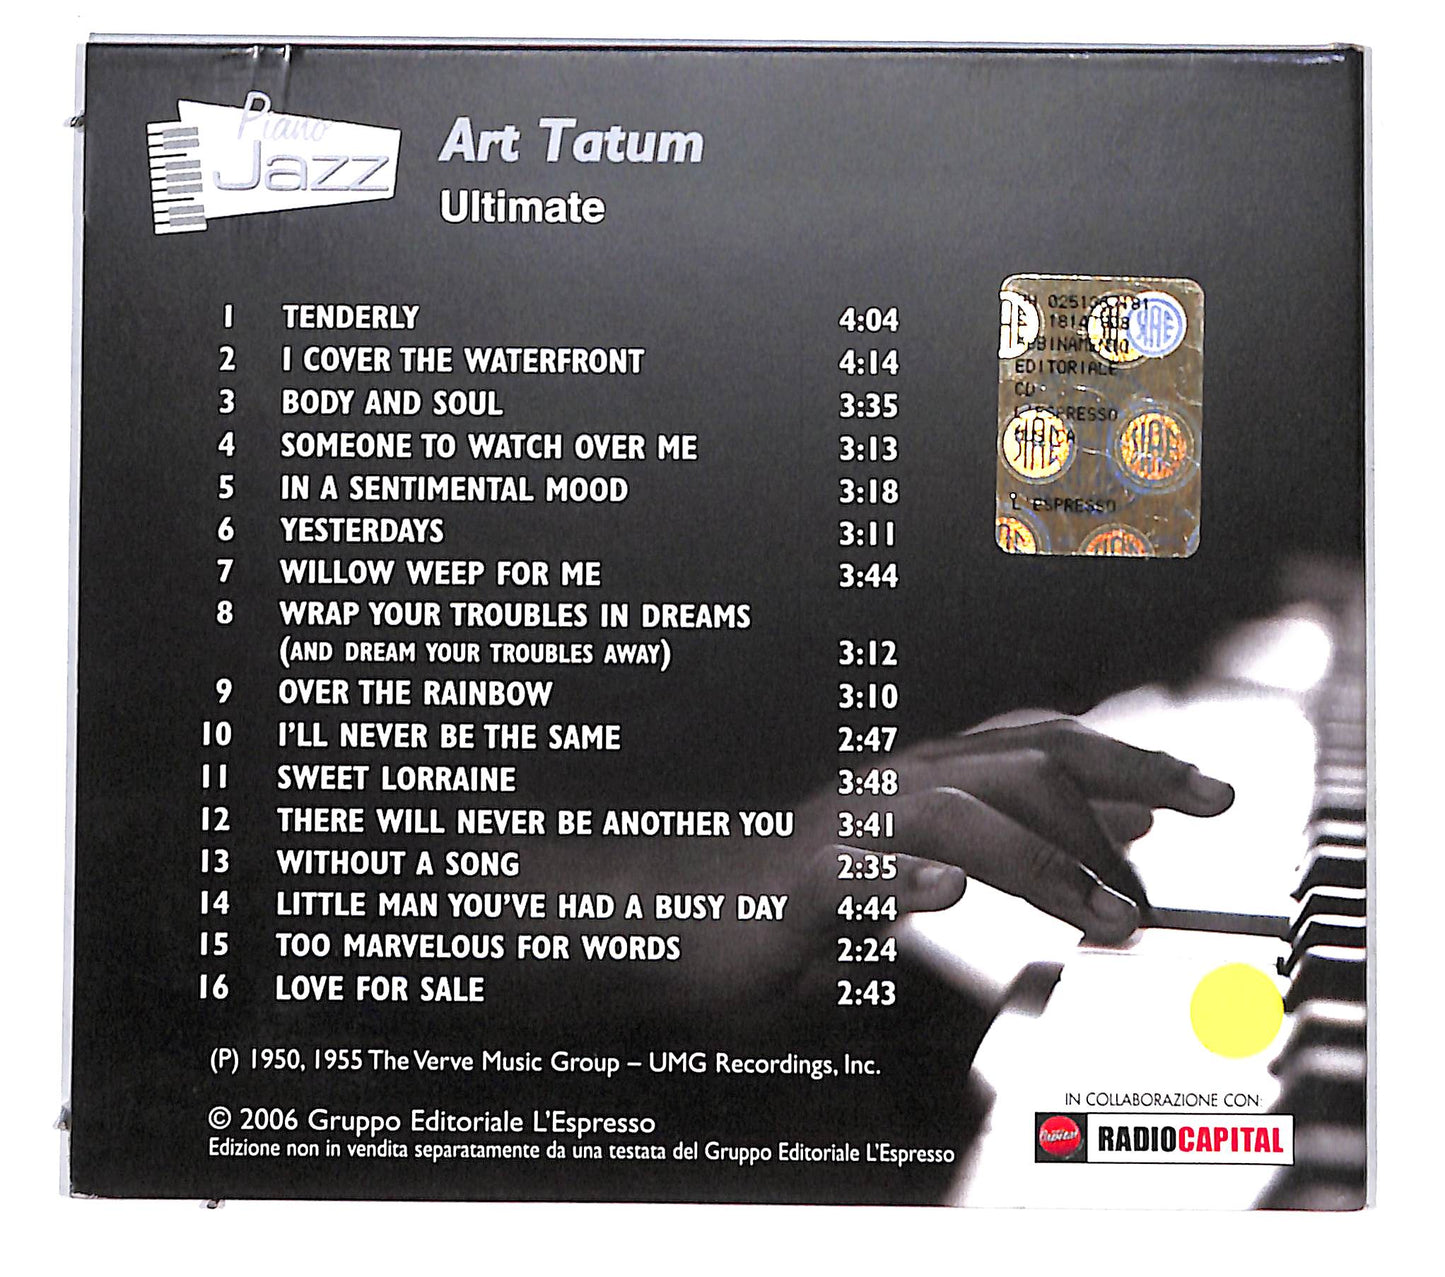 Piano
Jazz
Art Tatum
Ultimate
1 TENDERLY 4:04
2 I COVER THE WATERFRONT 4:14
3 BODY AND SOUL 3:35
4 SOMEONE TO WATCH OVER ME 3:13
5 IN A SENTIMENTAL MOOD 3:18
6 YESTERDAYS 3:11
7 WILLOW WEEP FOR ME 3:44
8 WRAP YOUR TROUBLES IN DREAMS
(AND DREAM YOUR TROUBLES AWAY) 3:12
9 OVER THE RAINBOW 3:10
10 I'LL NEVER BE THE SAME 2:47
11 SWEET LORRAINE 3:48
12 THERE WILL NEVER BE ANOTHER YOU 3:41
13 WITHOUT A SONG 2:35
14 LITTLE MAN YOU'VE HAD A BUSY DAY 4:44
15 TOO MARVELOUS FOR WORDS 2:24
16 LOVE FOR SALE 2:43
EDITORIALE
CD
L'ESPRESSO
MUSICA
L'ESPRESSO
SIAE
(P) 1950, 1955 The Verve Music Group – UMG Recordings, Inc.
© 2006 Gruppo Editoriale L'Espresso
Edizione non in vendita separatamente da una testata del Gruppo Editoriale L'Espresso
IN COLLABORAZIONE CON:
Capital RADIOCAPITAL